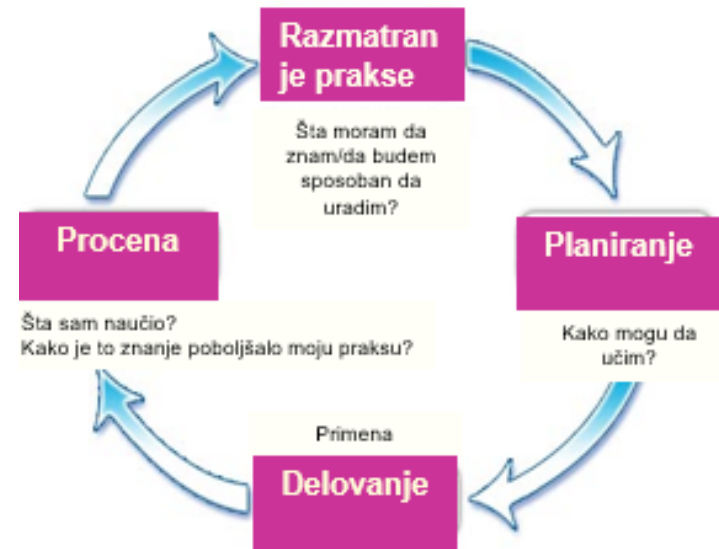 Razmatran
je prakse
Šta moram da
znam/da budem
sposoban da
uradim?
Planiranje
Kako mogu da
učim?
Primena
Delovanje
Procena
Šta sam naučio?
Kako je to znanje poboljšalo moju praksu?